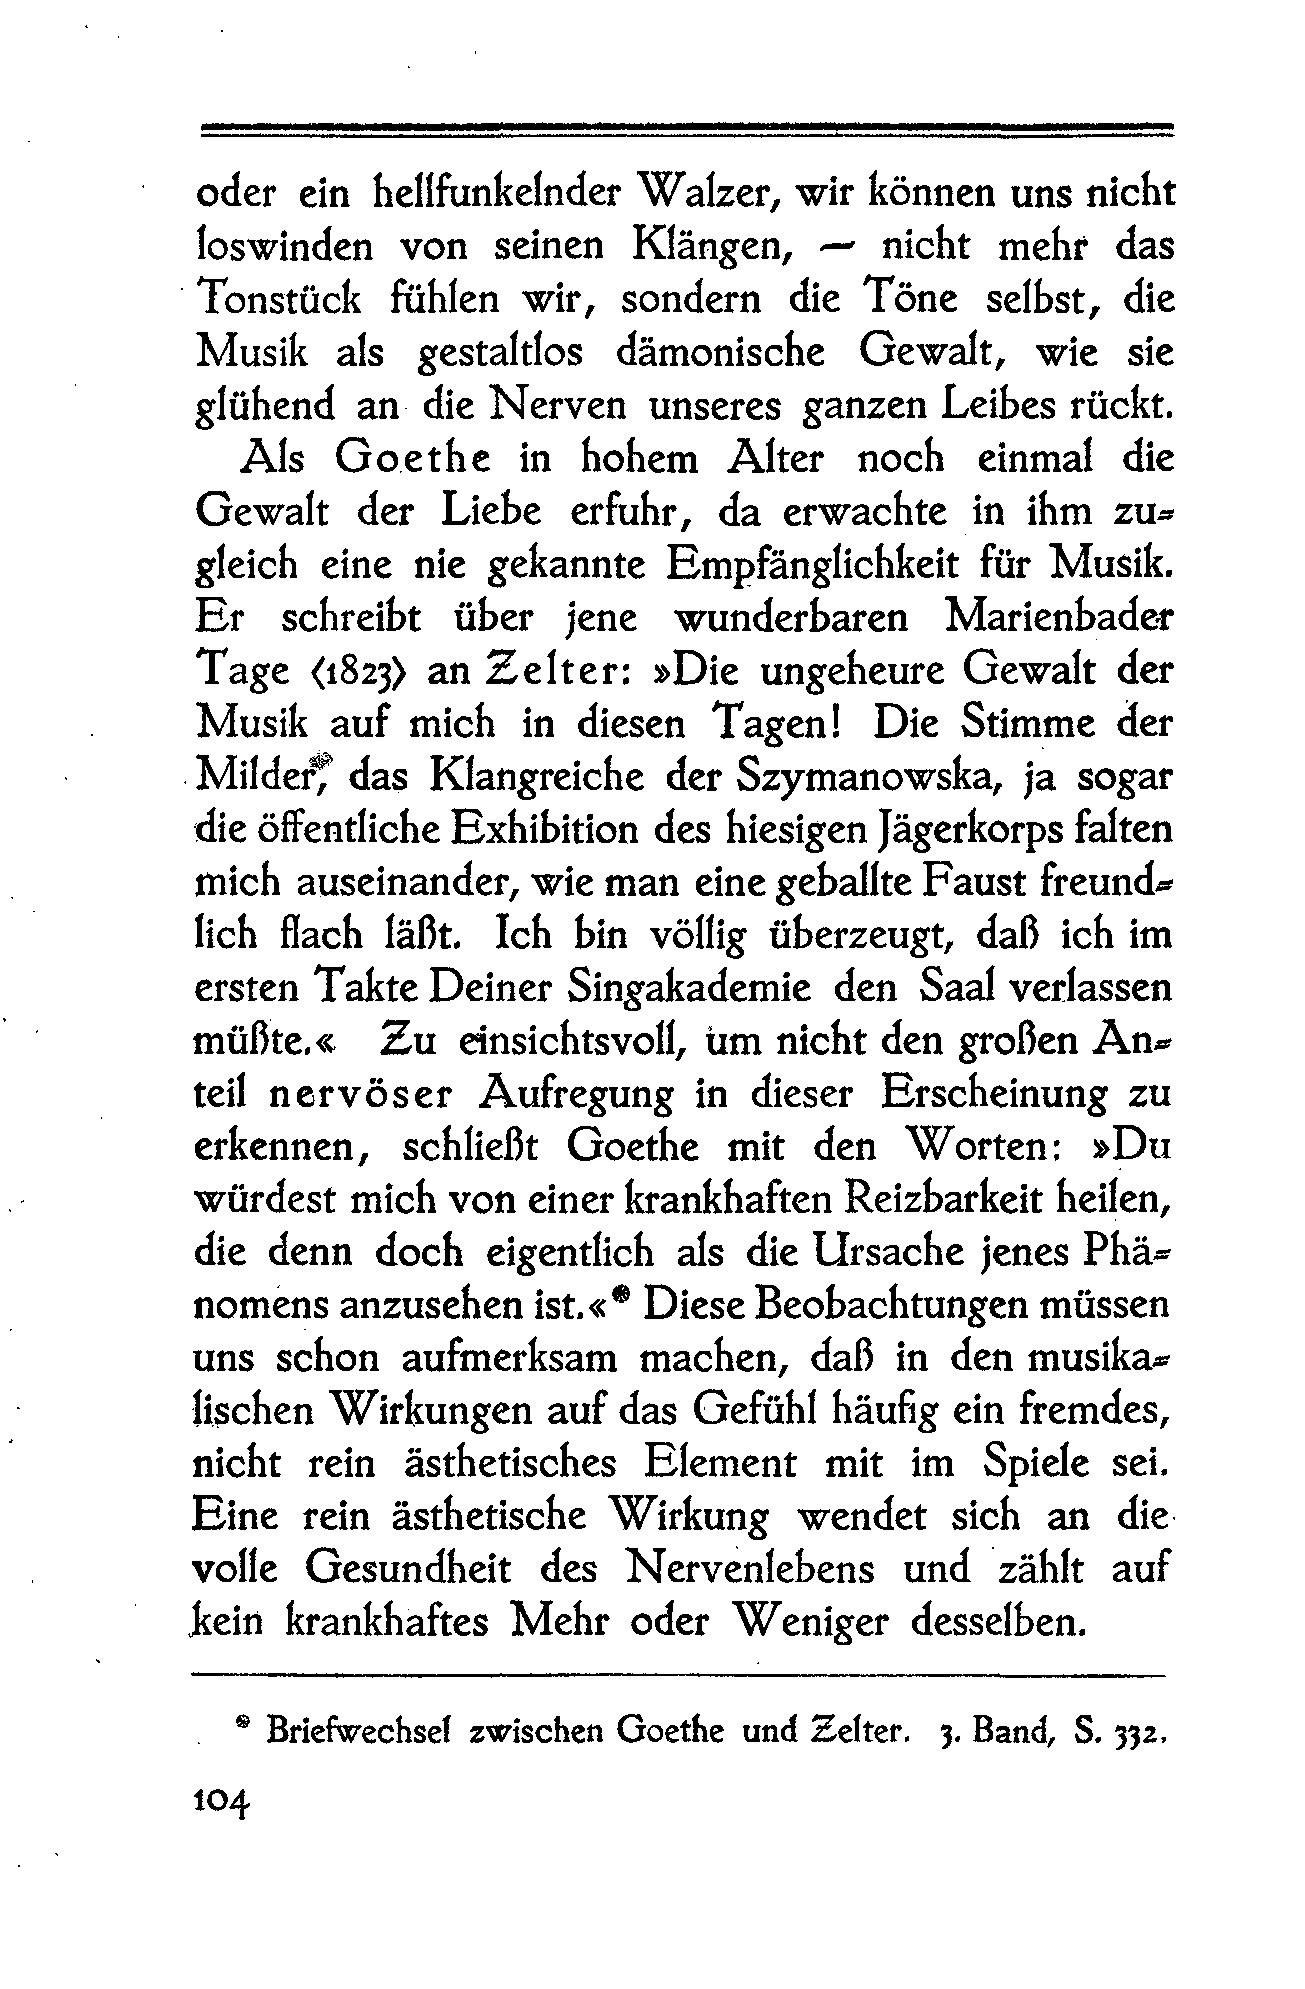 oder ein hellfunkelnder Walzer, wir können uns nicht
loswinden von seinen Klängen, — nicht mehr das
Tonstück fühlen wir, sondern die Töne selbst, die
Musik als gestaltlos dämonische Gewalt, wie sie
glühend an die Nerven unseres ganzen Leibes rückt.
Als Goethe in hohem Alter noch einmal die
Gewalt der Liebe erfuhr, da erwachte in ihm zu-
gleich eine nie gekannte Empfänglichkeit für Musik.
Er schreibt über jene wunderbaren Marienbader
Tage (1823) an Zelter: »Die ungeheure Gewalt der
Musik auf mich in diesen Tagen! Die Stimme der
Milder,* das Klangreiche der Szymanowska, ja sogar
die öffentliche Exhibition des hiesigen Jägerkorps falten
mich auseinander, wie man eine geballte Faust freund-
lich flach läßt. Ich bin völlig überzeugt, daß ich im
ersten Takte Deiner Singakademie den Saal verlassen
müßte.« Zu einsichtsvoll, um nicht den großen An-
teil nervöser Aufregung in dieser Erscheinung zu
erkennen, schließt Goethe mit den Worten: »Du
würdest mich von einer krankhaften Reizbarkeit heilen,
die denn doch eigentlich als die Ursache jenes Phä-
nomens anzusehen ist.«* Diese Beobachtungen müssen
uns schon aufmerksam machen, daß in den musika-
lischen Wirkungen auf das Gefühl häufig ein fremdes,
nicht rein ästhetisches Element mit im Spiele sei.
Eine rein ästhetische Wirkung wendet sich an die
volle Gesundheit des Nervenlebens und zählt auf
kein krankhaftes Mehr oder Weniger desselben.
* Briefwechsel zwischen Goethe und Zelter. 3. Band, S. 332.
104